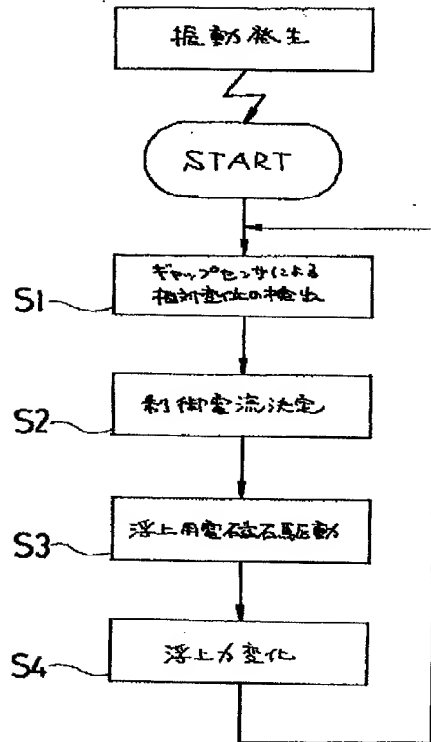 振動発生
START
ギャップセンサによる
S1
相対変位の検出
S2
制御電流決定
S3
浮上用電磁石駆動
S4
浮上力変化